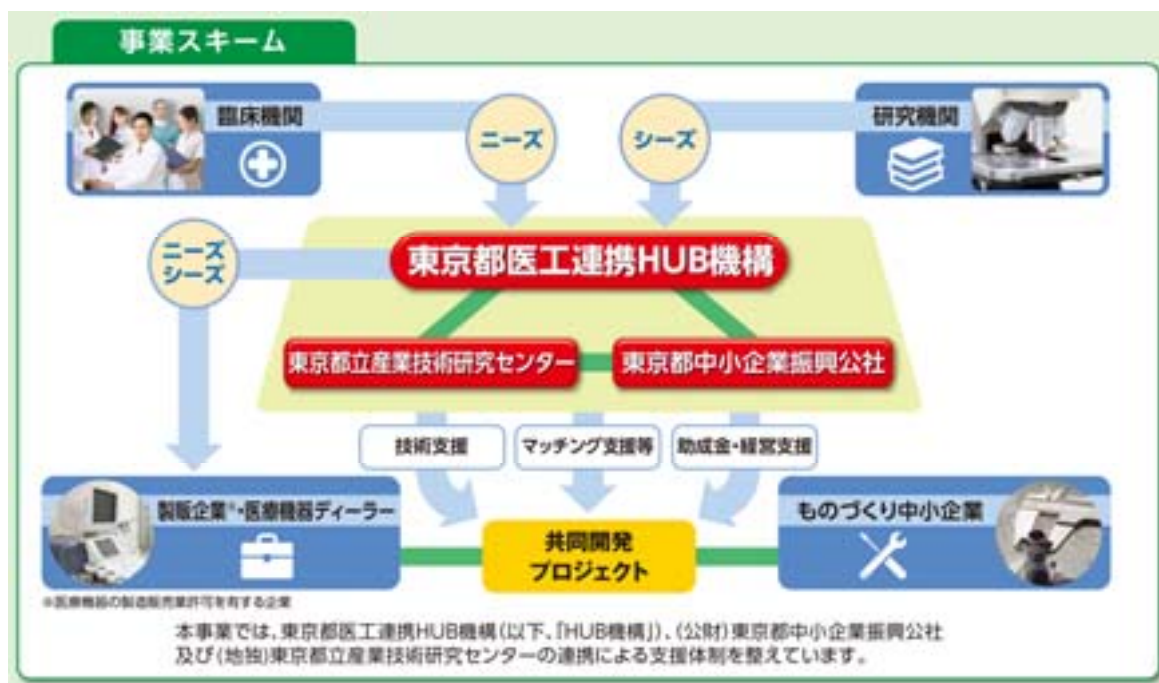 事業スキーム
臨床機関
ニーズ
シーズ
研究機関
ニーズ
シーズ
東京都医工連携HUB機構
東京都立産業技術研究センター
東京都中小企業振興公社
技術支援
マッチング支援等
助成金・経営支援
製販企業※・医療機器ディーラー
共同開発
プロジェクト
ものづくり中小企業
※医療機器の製造販売業許可を有する企業
本事業では、東京都医工連携HUB機構(以下、「HUB機構」)、(公財)東京都中小企業振興公社
及び(地独)東京都立産業技術研究センターの連携による支援体制を整えています。